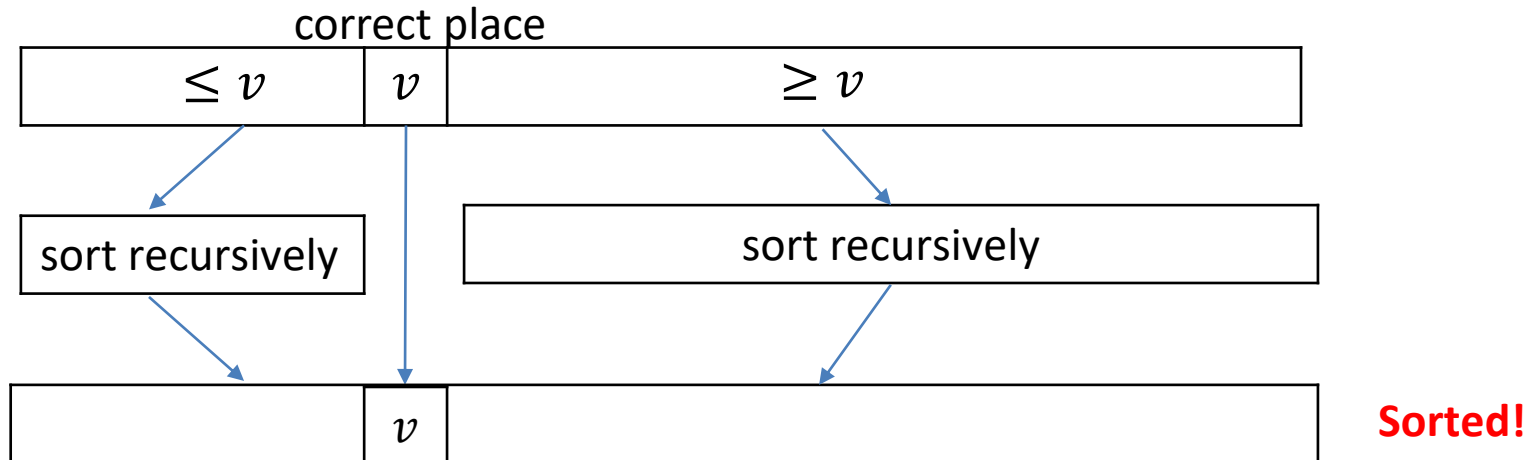 correct place
≤ v v ≥ v
sort recursively sort recursively
v Sorted!